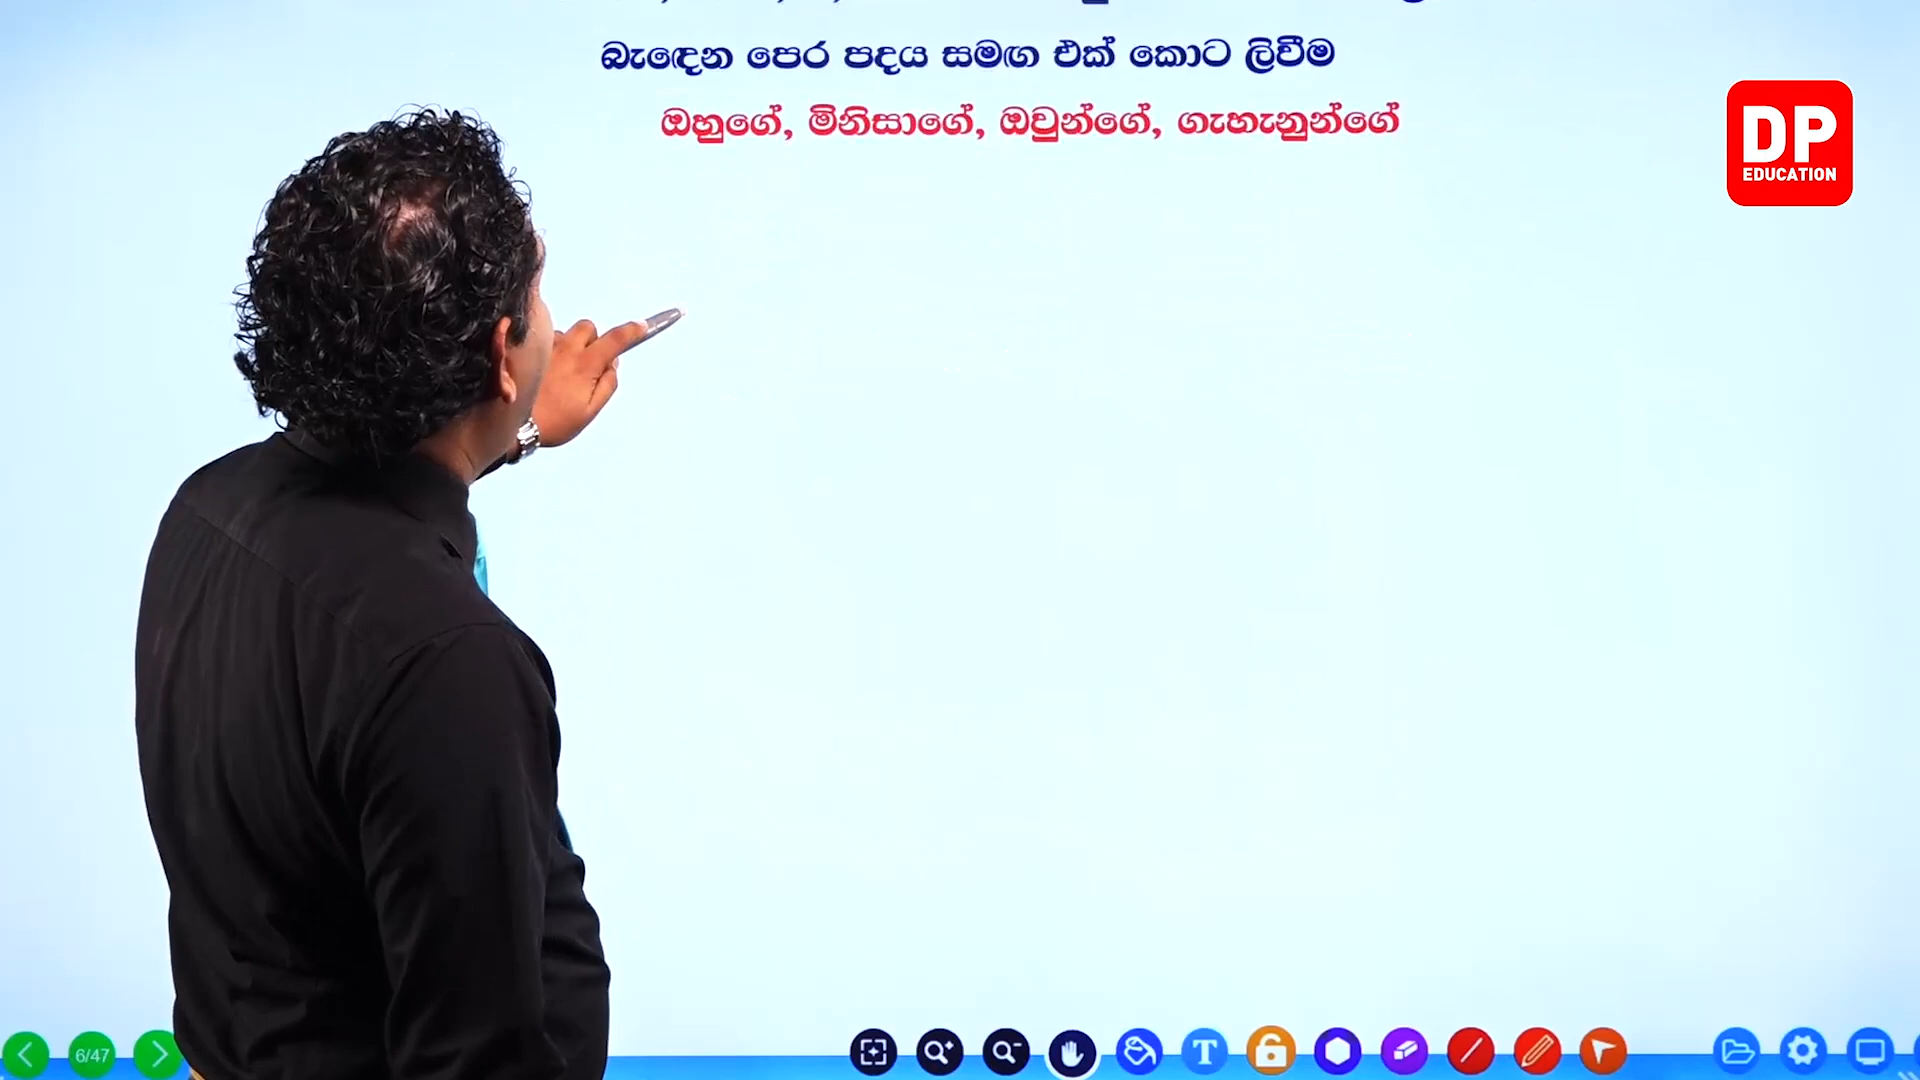 බැඳෙන පෙර පදය සමඟ එක් කොට ලිවීම
ඔහුගේ, මිනිසාගේ, ඔවුන්ගේ, ගැහැනුන්ගේ
DP
EDUCATION
6/47
T